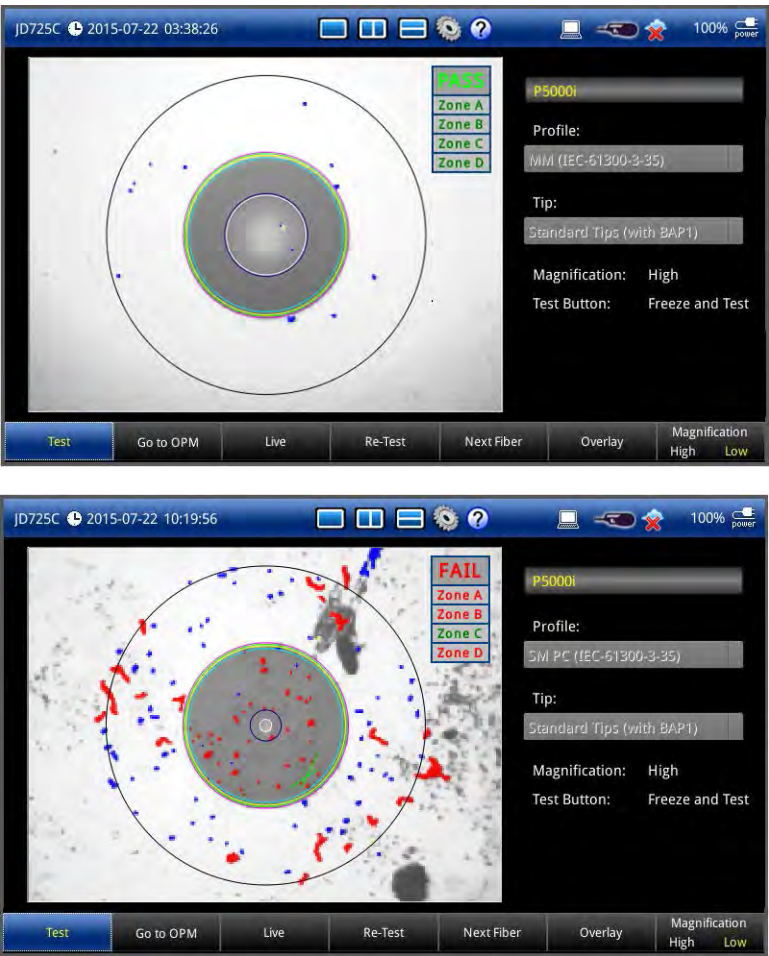 JD725C 2015-07-22 03:38:26 ? 100% power
PASS
Zone A
Zone B
Zone C
Zone D
P5000i
Profile:
MM (IEC-61300-3-35)
Tip:
Standard Tips (with BAP1)
Magnification: High
Test Button: Freeze and Test
Test Go to OPM Live Re-Test Next Fiber Overlay Magnification
High Low
JD725C 2015-07-22 10:19:56 ? 100% power
FAIL
Zone A
Zone B
Zone C
Zone D
P5000i
Profile:
SM PC (IEC-61300-3-35)
Tip:
Standard Tips (with BAP1)
Magnification: High
Test Button: Freeze and Test
Test Go to OPM Live Re-Test Next Fiber Overlay Magnification
High Low